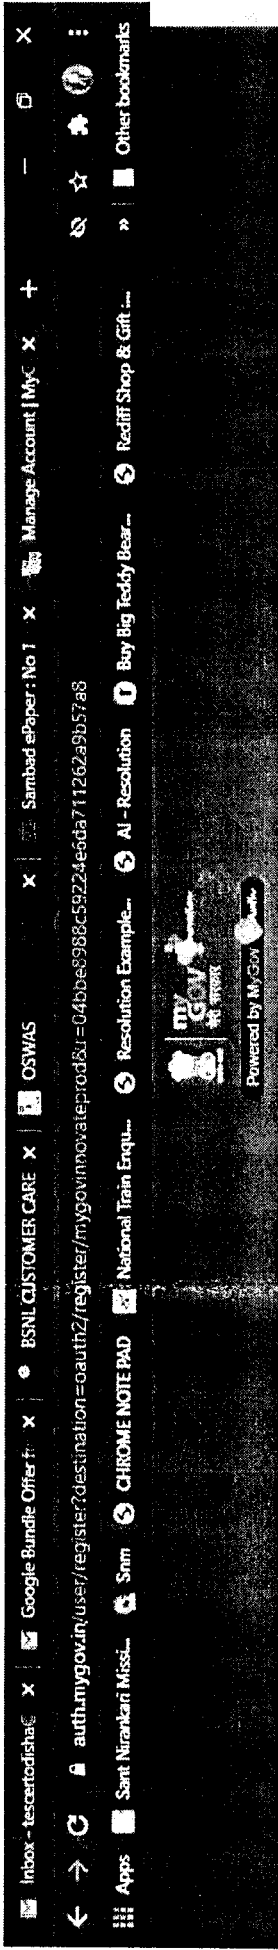 Inbox - tescertodisha@ Google Bundle Offer f BSNL CUSTOMER CARE OSWAS Sambad ePaper : No 1 Manage Account | MyG
auth.mygov.in/user/register?destination=oauth2/register/mygovinnovateprod&u=04bbe8988c59224e6da711262a9b57a8
Apps Sant Nirankari Missi... Snm CHROME NOTE PAD National Train Enqu... Resolution Example... AI - Resolution Buy Big Teddy Bear... Rediff Shop & Gift :... » Other bookmarks
my
GOV
मेरी सरकार
Powered by MyGov